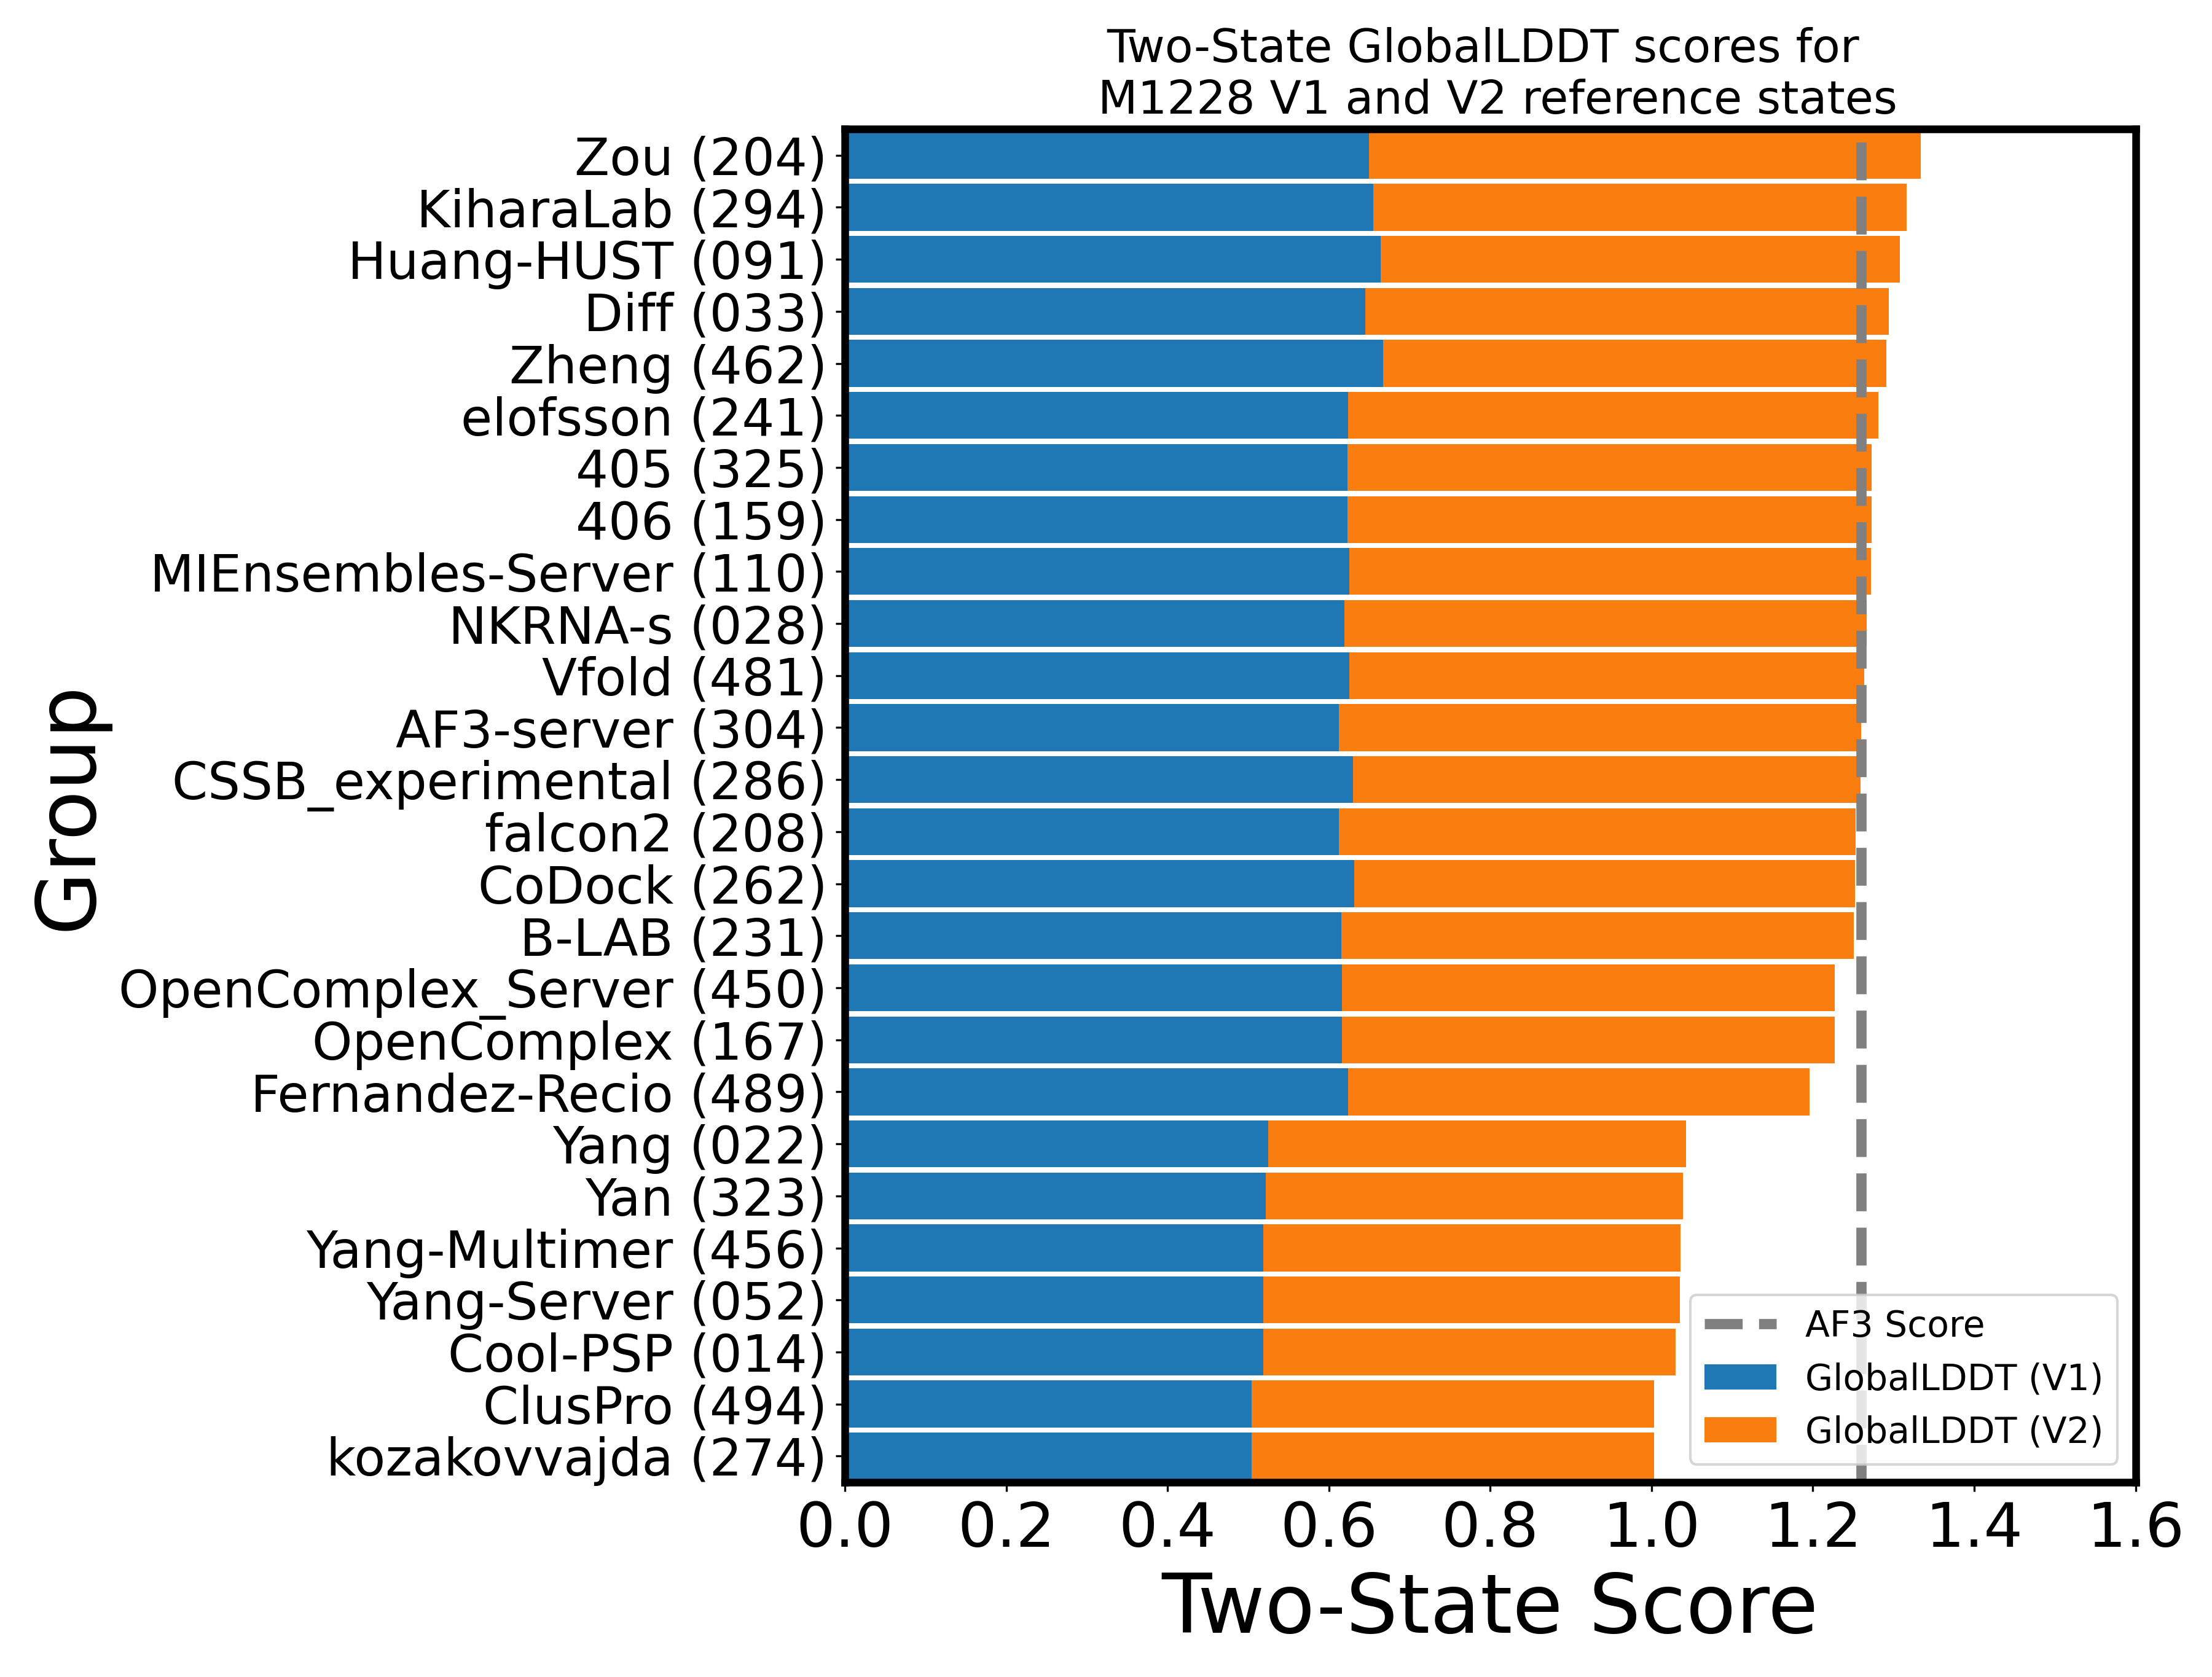 Two-State GlobalLDDT scores for
M1228 V1 and V2 reference states
Group
Zou (204)
KiharaLab (294)
Huang-HUST (091)
Diff (033)
Zheng (462)
elofsson (241)
405 (325)
406 (159)
MIEnsembles-Server (110)
NKRNA-s (028)
Vfold (481)
AF3-server (304)
CSSB_experimental (286)
falcon2 (208)
CoDock (262)
B-LAB (231)
OpenComplex_Server (450)
OpenComplex (167)
Fernandez-Recio (489)
Yang (022)
Yan (323)
Yang-Multimer (456)
Yang-Server (052)
Cool-PSP (014)
ClusPro (494)
kozakovvajda (274)
AF3 Score
GlobalLDDT (V1)
GlobalLDDT (V2)
0.0 0.2 0.4 0.6 0.8 1.0 1.2 1.4 1.6
Two-State Score